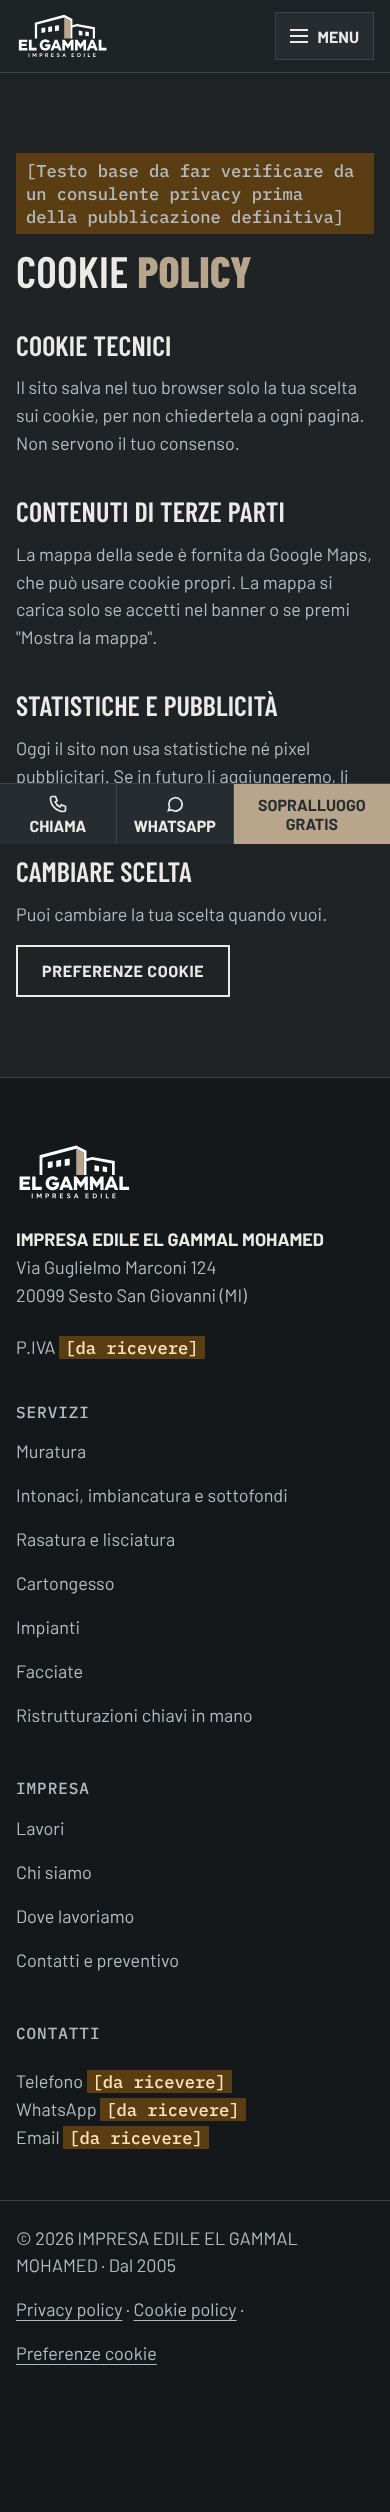 EL GAMMAL
IMPRESA EDILE
MENU
[Testo base da far verificare da
un consulente privacy prima
della pubblicazione definitiva]
COOKIE POLICY
COOKIE TECNICI
Il sito salva nel tuo browser solo la tua scelta
sui cookie, per non chiedertela a ogni pagina.
Non servono il tuo consenso.
CONTENUTI DI TERZE PARTI
La mappa della sede è fornita da Google Maps,
che può usare cookie propri. La mappa si
carica solo se accetti nel banner o se premi
"Mostra la mappa".
STATISTICHE E PUBBLICITÀ
Oggi il sito non usa statistiche né pixel
pubblicitari. Se in futuro li aggiungeremo, li
CHIAMA
WHATSAPP
SOPRALLUOGO
GRATIS
CAMBIARE SCELTA
Puoi cambiare la tua scelta quando vuoi.
PREFERENZE COOKIE
EL GAMMAL
IMPRESA EDILE
IMPRESA EDILE EL GAMMAL MOHAMED
Via Guglielmo Marconi 124
20099 Sesto San Giovanni (MI)
P.IVA [da ricevere]
SERVIZI
Muratura
Intonaci, imbiancatura e sottofondi
Rasatura e lisciatura
Cartongesso
Impianti
Facciate
Ristrutturazioni chiavi in mano
IMPRESA
Lavori
Chi siamo
Dove lavoriamo
Contatti e preventivo
CONTATTI
Telefono [da ricevere]
WhatsApp [da ricevere]
Email [da ricevere]
© 2026 IMPRESA EDILE EL GAMMAL
MOHAMED · Dal 2005
Privacy policy · Cookie policy ·
Preferenze cookie